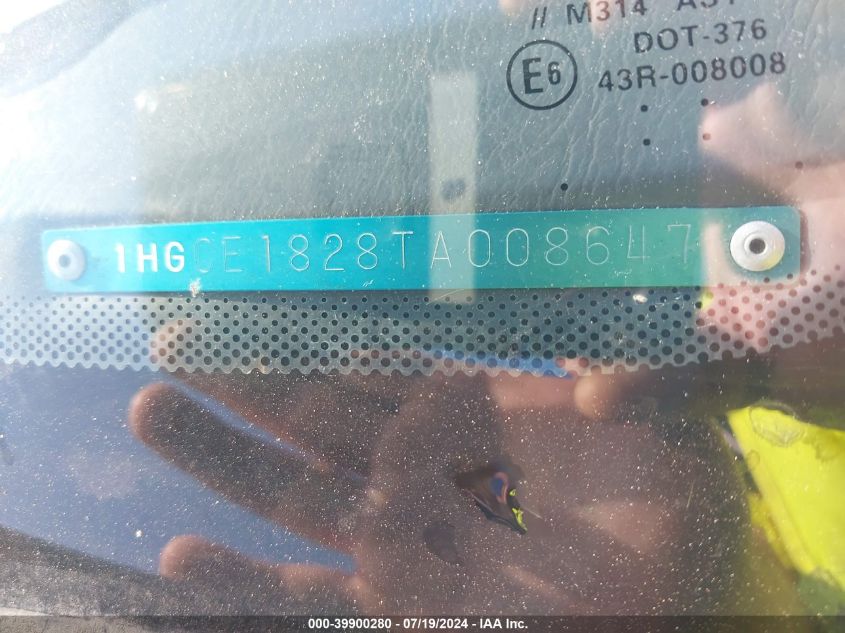 // M314
DOT-376
E6 43R-008008
1HGCE1828TA008647
000-39900280 - 07/19/2024 - IAA Inc.